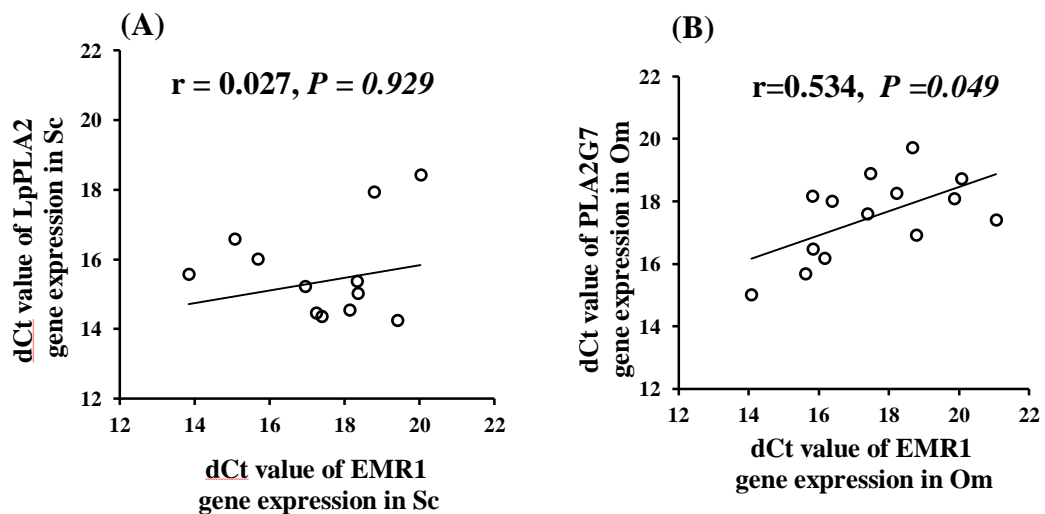 (A)
r = 0.027, P = 0.929
dCt value of LpPLA2
gene expression in Sc
22
20
18
16
14
12
12 14 16 18 20 22
dCt value of EMR1
gene expression in Sc
(B)
r=0.534, P =0.049
dCt value of PLA2G7
gene expression in Om
22
20
18
16
14
12
12 14 16 18 20 22
dCt value of EMR1
gene expression in Om